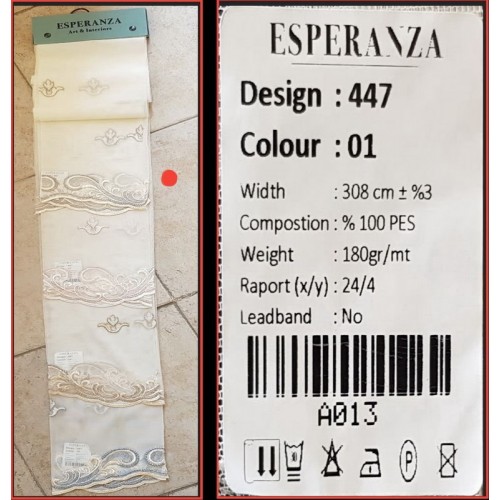 ESPERANZA
Art & Interiors
ESPERANZA
Design : 447
Colour : 01
Width : 308 cm ± %3
Compostion : % 100 PES
Weight : 180gr/mt
Raport (x/y) : 24/4
Leadband : No
A013
P